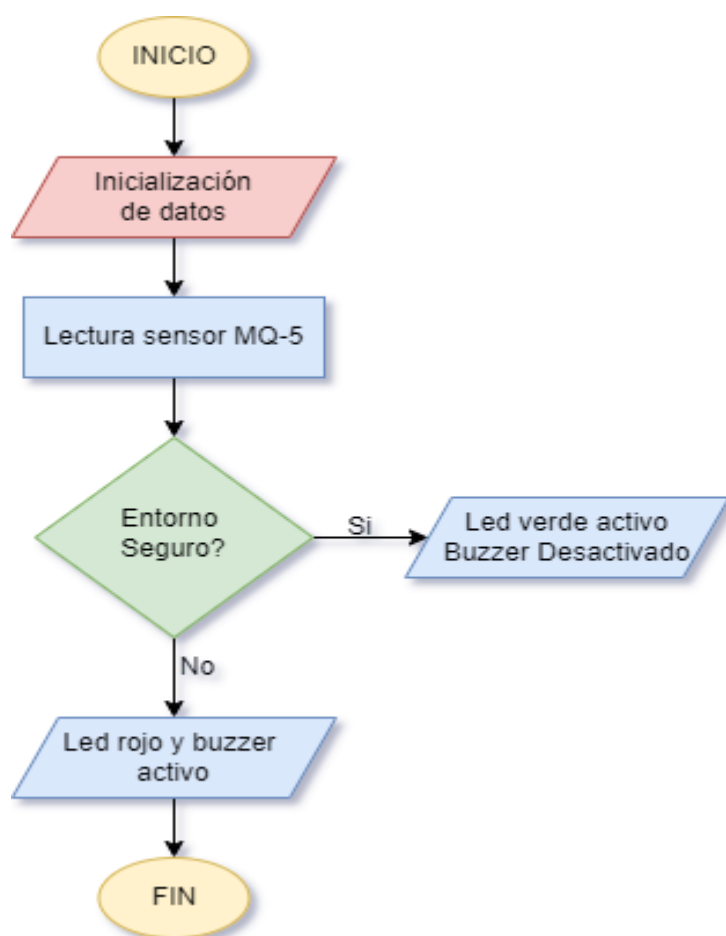 INICIO
Inicialización
de datos
Lectura sensor MQ-5
Entorno
Seguro?
Si
Led verde activo
Buzzer Desactivado
No
Led rojo y buzzer
activo
FIN